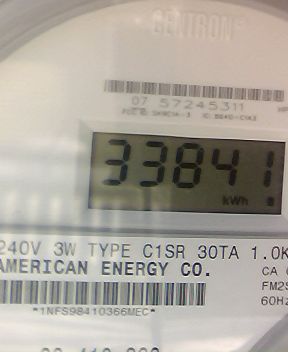 CENTRON
07 57245311
33841
kWh
240V 3W TYPE C1SR 30TA 1.0K
AMERICAN ENERGY CO.
CA
FM2S
60Hz
*1NFS98410366MEC*